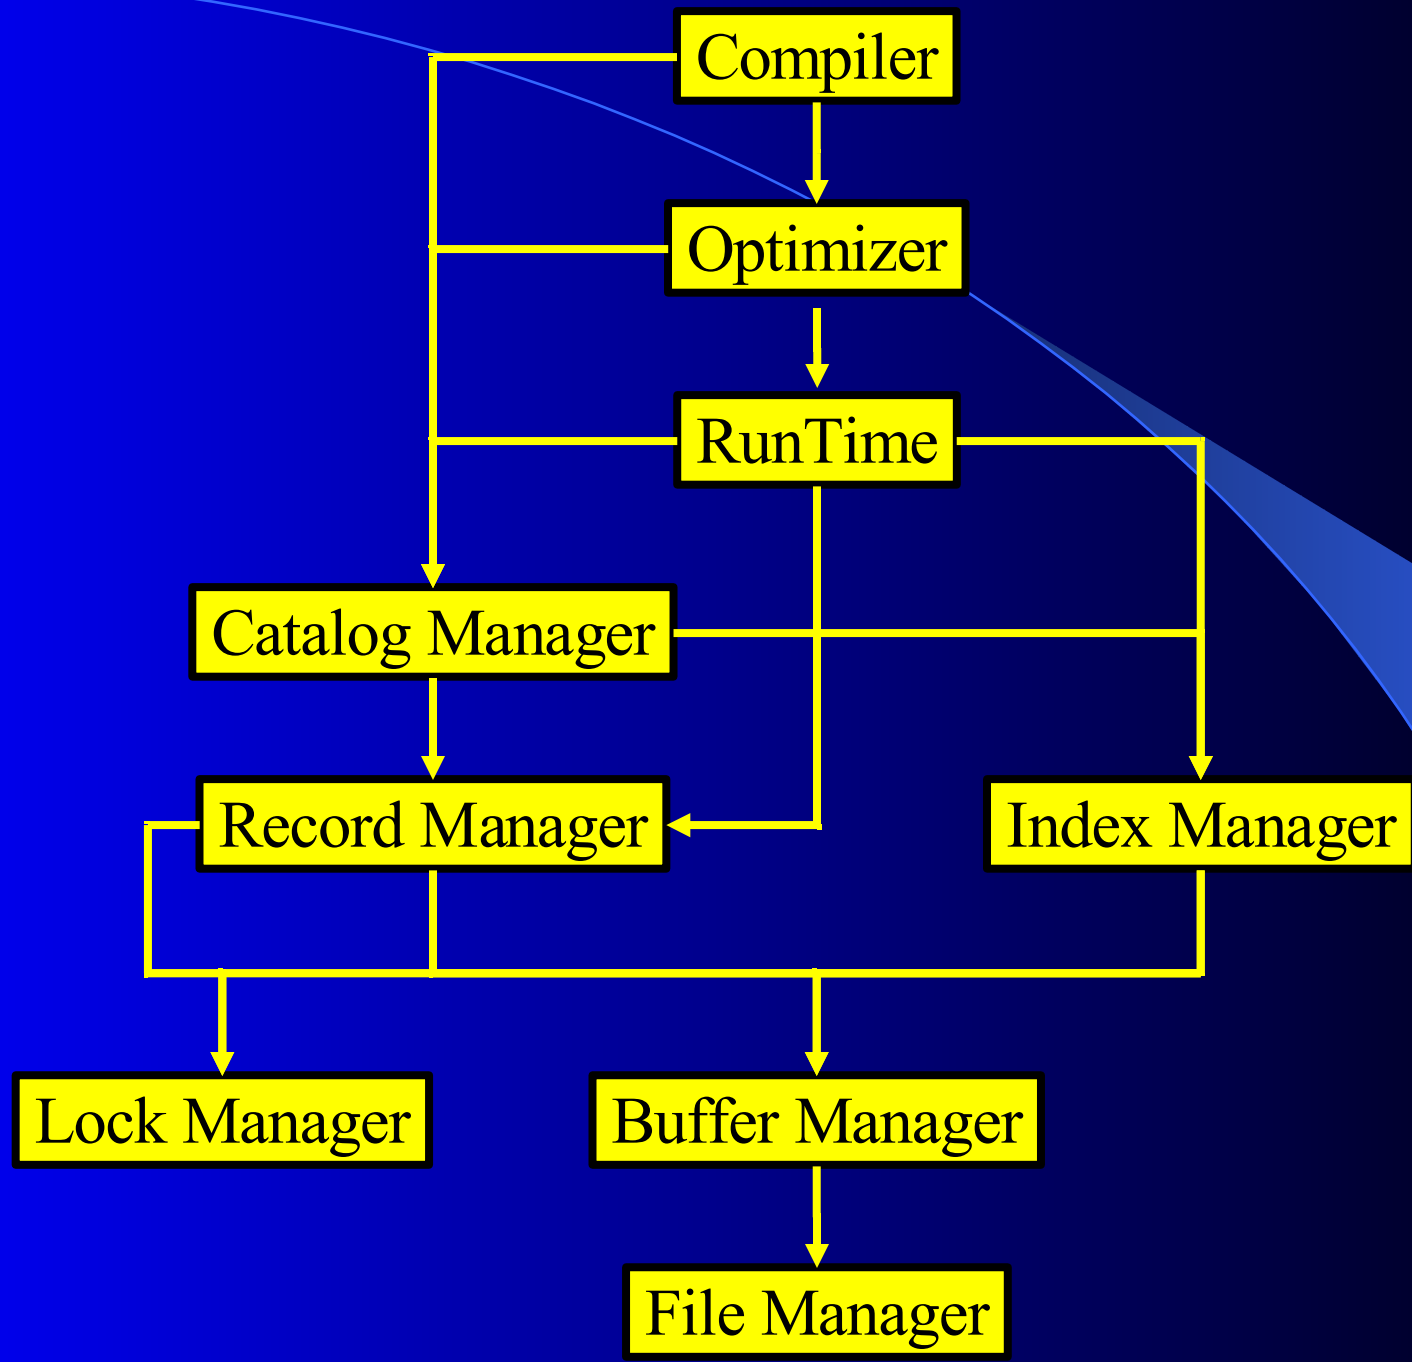 Compiler
Optimizer
RunTime
Catalog Manager
Record Manager
Index Manager
Lock Manager
Buffer Manager
File Manager